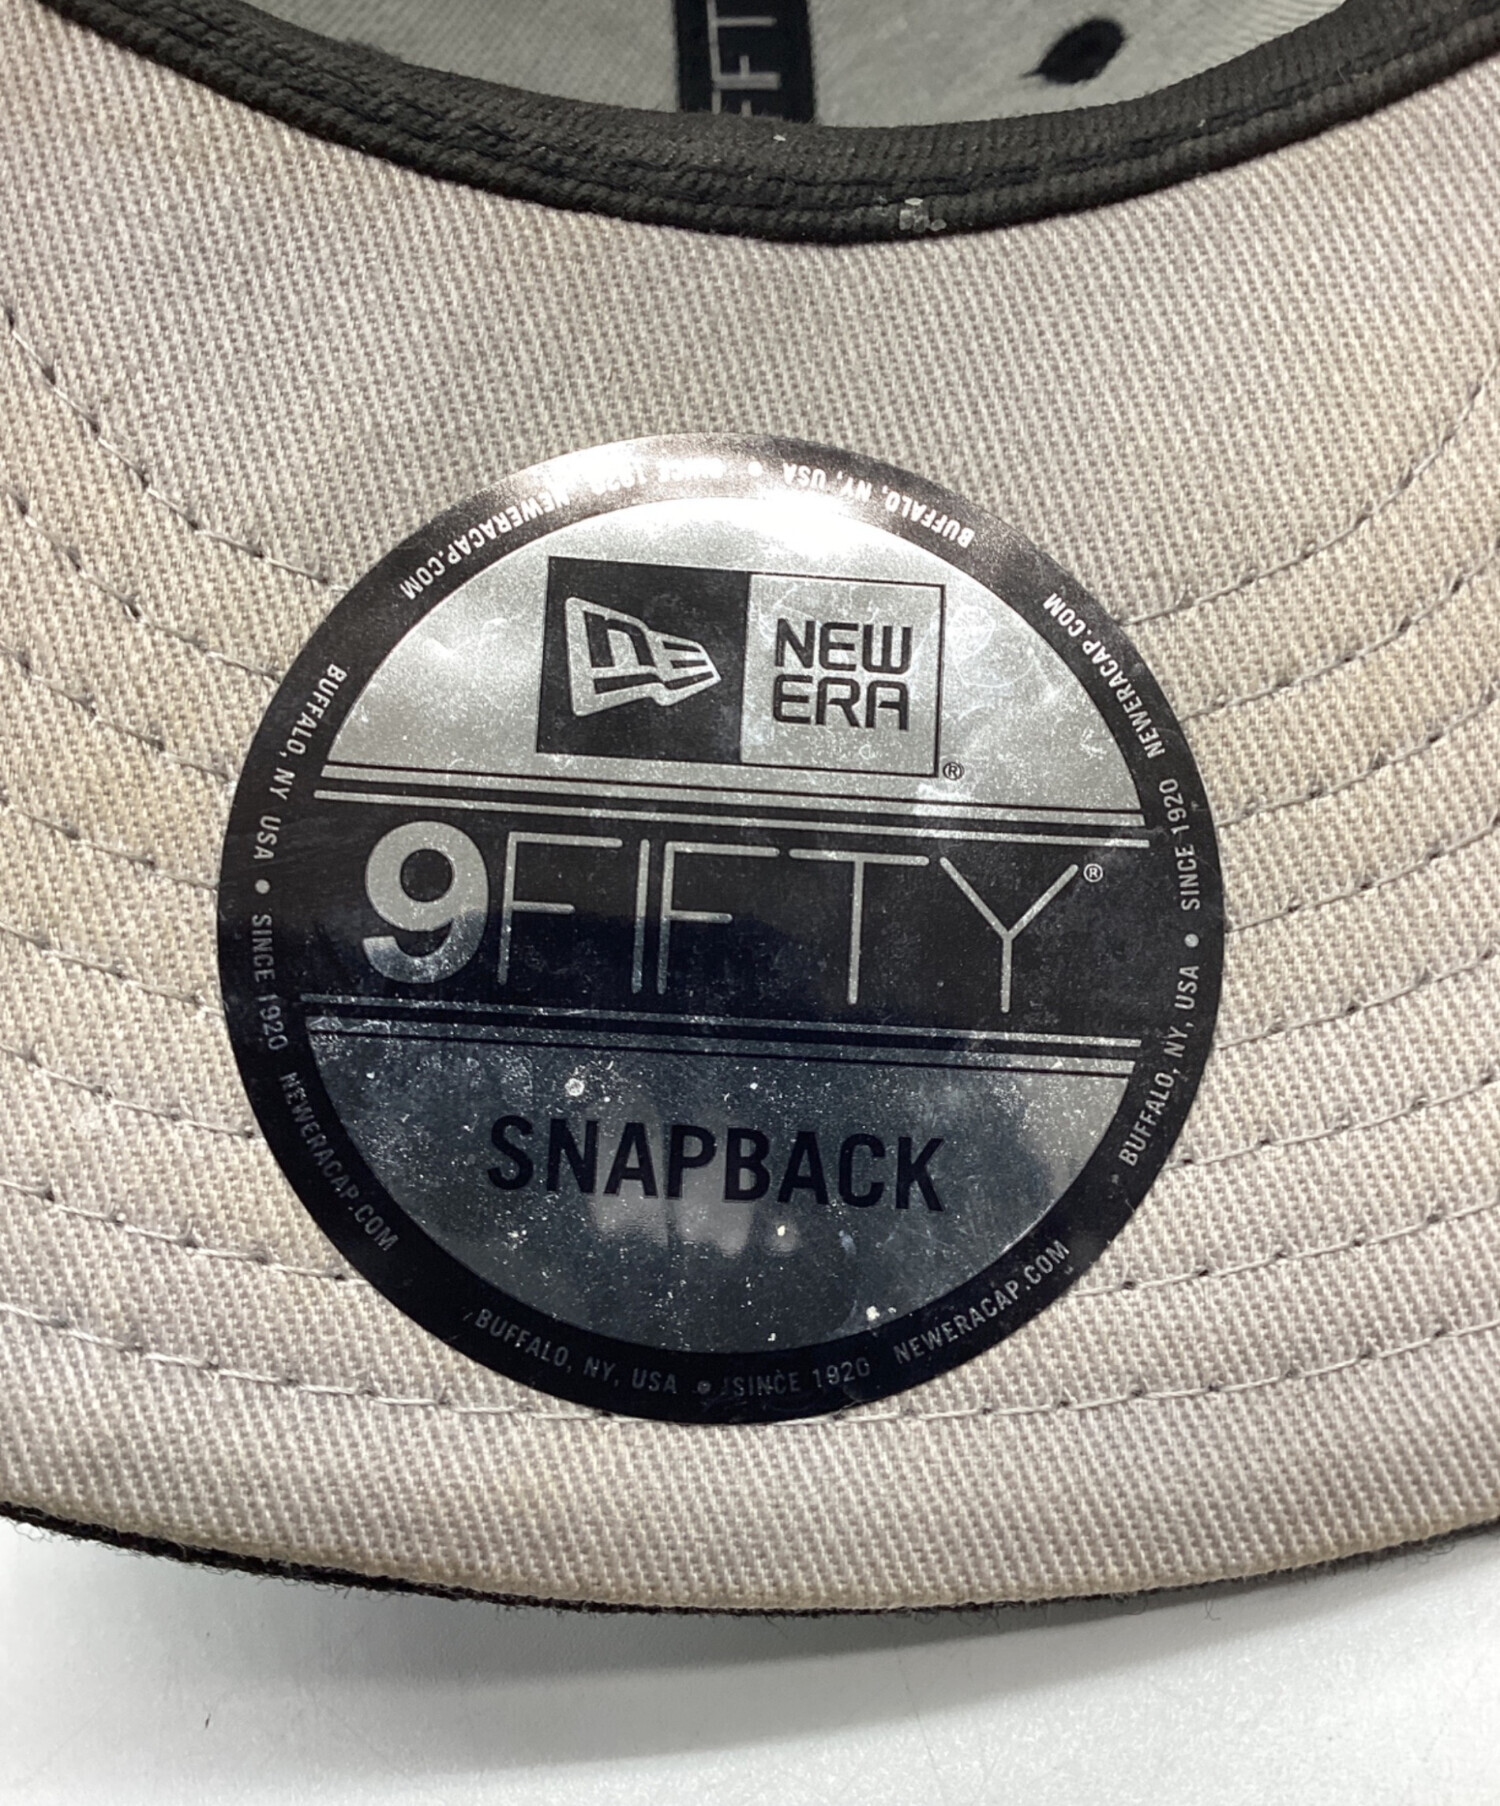 FIFT
NEW
ERA
®
9FIFTY®
SNAPBACK
BUFFALO, NY, USA • SINCE 1920 NEWERACAP.COM
BUFFALO, NY, USA • SINCE 1920 NEWERACAP.COM
BUFFALO, NY, USA • SINCE 1920 NEWERACAP.COM
BUFFALO, NY USA • SINCE 1920 NEWERACAP.COM